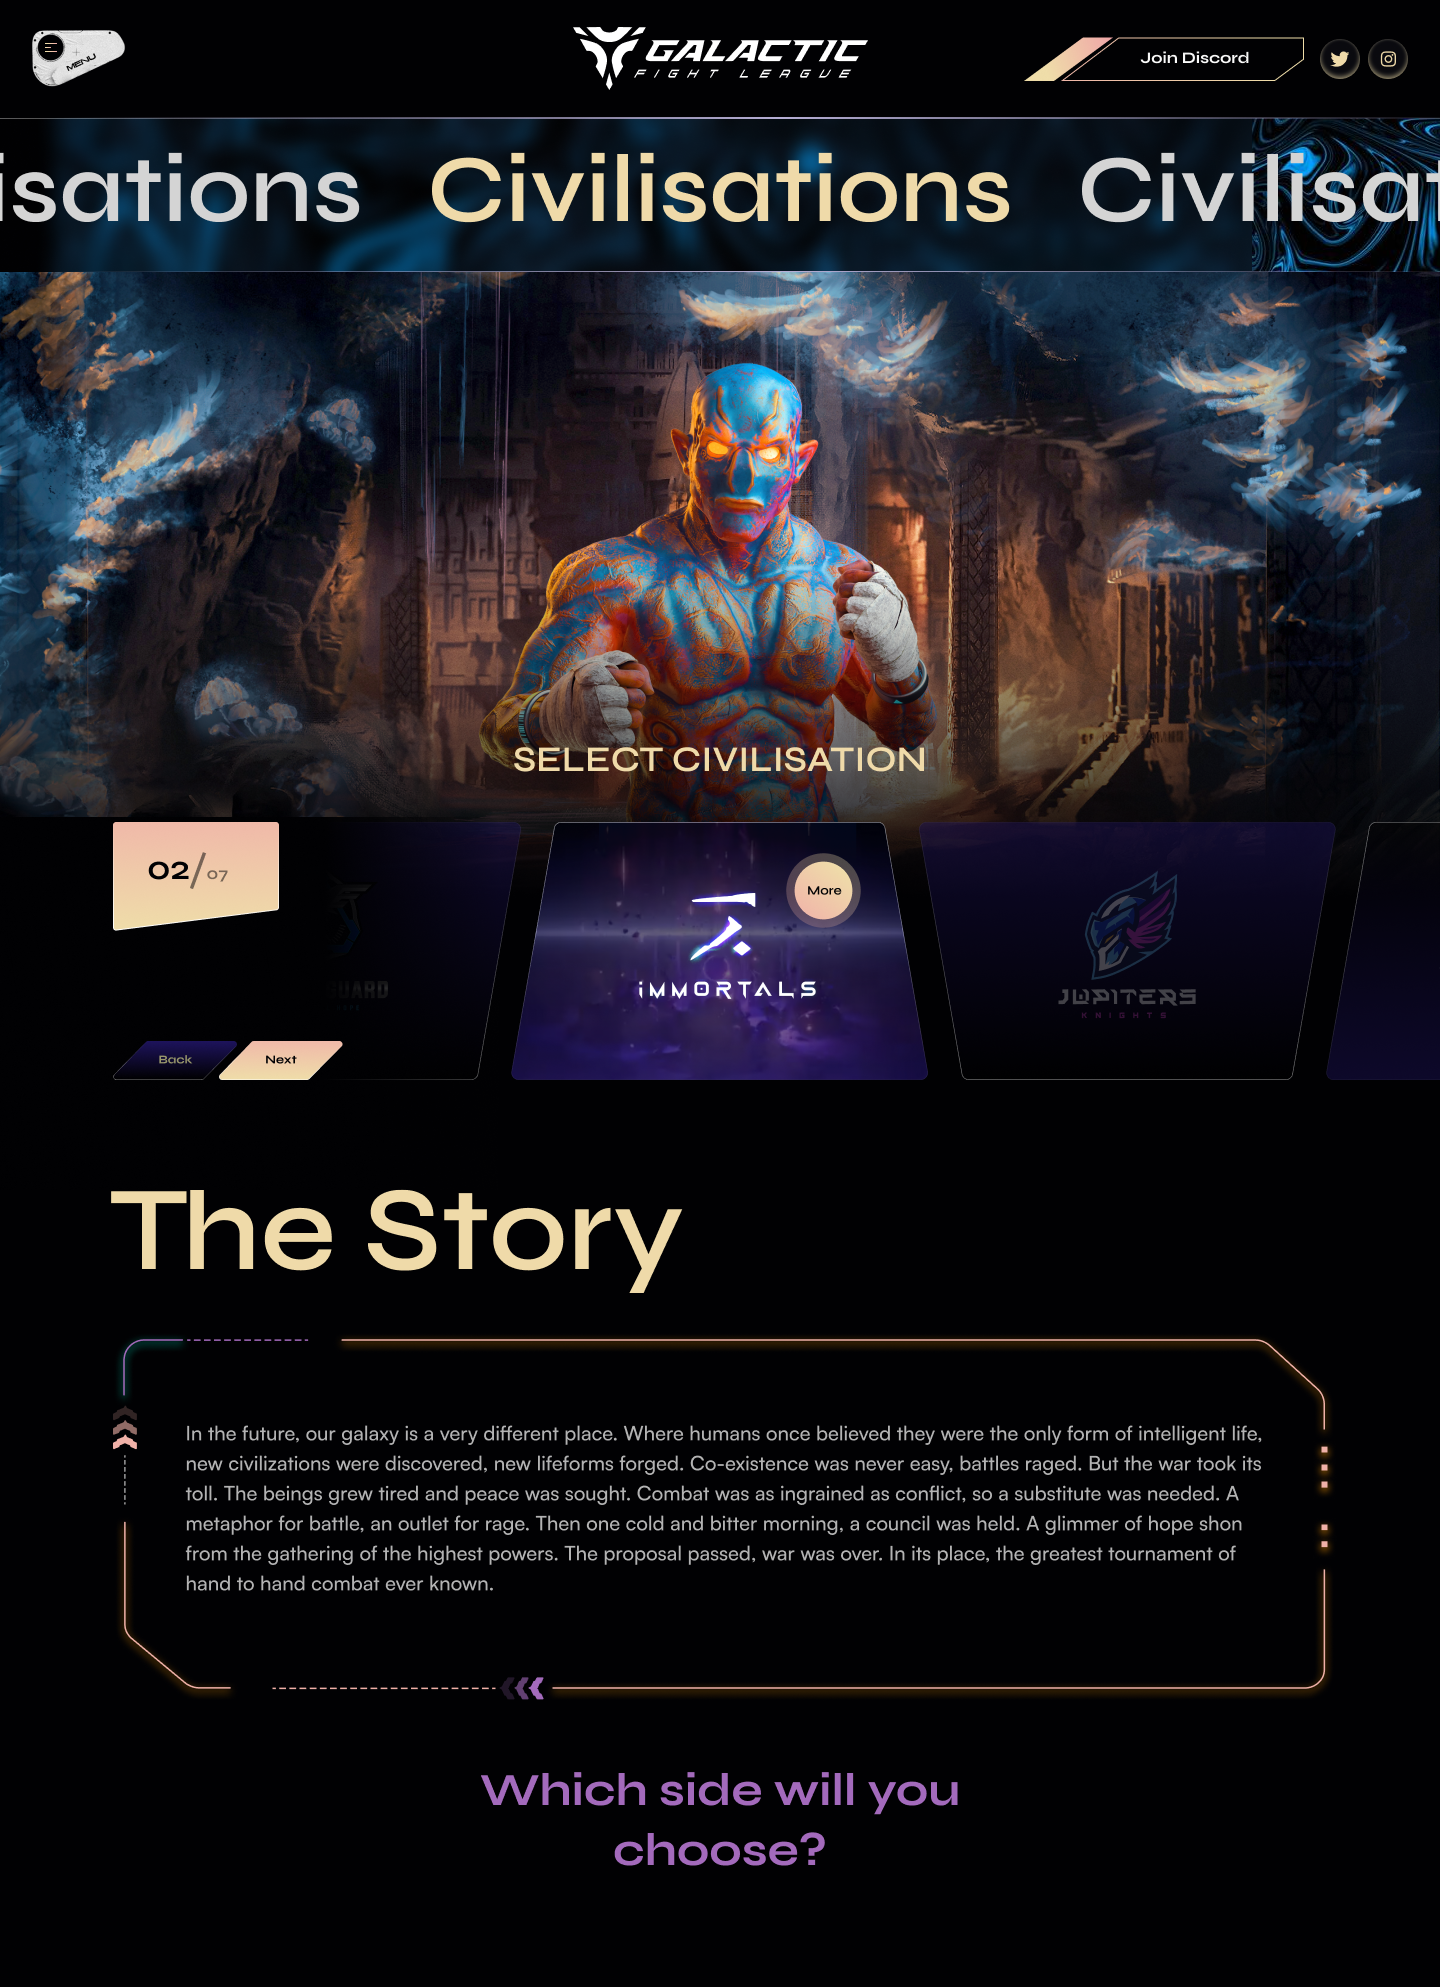 MENU
GALACTIC
FIGHT LEAGUE
Join Discord
isations Civilisations Civilisat
SELECT CIVILISATION
02/07
More
GUARD
iMMORTALS
JUPITERS
KNIGHTS
Back
Next
The Story
In the future, our galaxy is a very different place. Where humans once believed they were the only form of intelligent life,
new civilizations were discovered, new lifeforms forged. Co-existence was never easy, battles raged. But the war took its
toll. The beings grew tired and peace was sought. Combat was as ingrained as conflict, so a substitute was needed. A
metaphor for battle, an outlet for rage. Then one cold and bitter morning, a council was held. A glimmer of hope shon
from the gathering of the highest powers. The proposal passed, war was over. In its place, the greatest tournament of
hand to hand combat ever known.
Which side will you
choose?